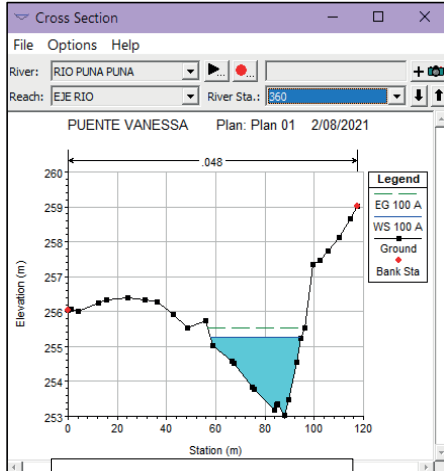 Cross Section
File Options Help
River: RIO PUNA PUNA
Reach: EJE RIO River Sta.: 360
PUENTE VANESSA Plan: Plan 01 2/08/2021
.048
Legend
EG 100 A
WS 100 A
Ground
Bank Sta
Elevation (m)
260
259
258
257
256
255
254
253
0 20 40 60 80 100 120
Station (m)